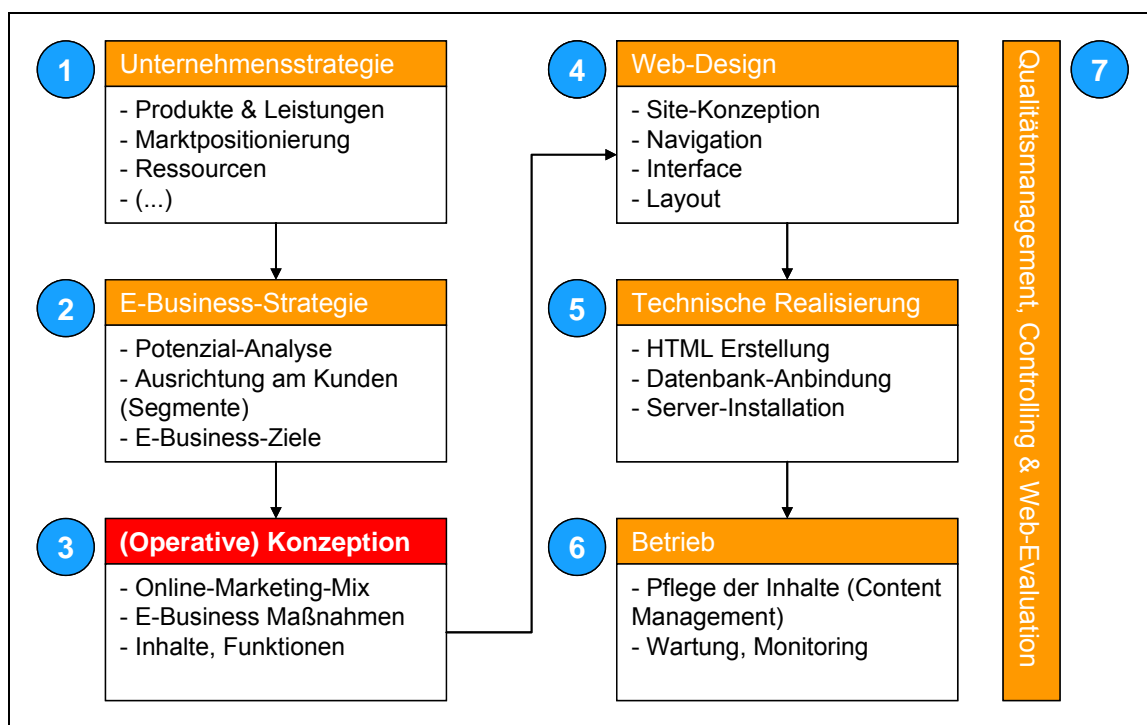 1
Unternehmensstrategie
- Produkte & Leistungen
- Marktpositionierung
- Ressourcen
- (...)
2
E-Business-Strategie
- Potenzial-Analyse
- Ausrichtung am Kunden
(Segmente)
- E-Business-Ziele
3
(Operative) Konzeption
- Online-Marketing-Mix
- E-Business Maßnahmen
- Inhalte, Funktionen
4
Web-Design
- Site-Konzeption
- Navigation
- Interface
- Layout
5
Technische Realisierung
- HTML Erstellung
- Datenbank-Anbindung
- Server-Installation
6
Betrieb
- Pflege der Inhalte (Content
Management)
- Wartung, Monitoring
7
Qualitätsmanagement, Controlling & Web-Evaluation